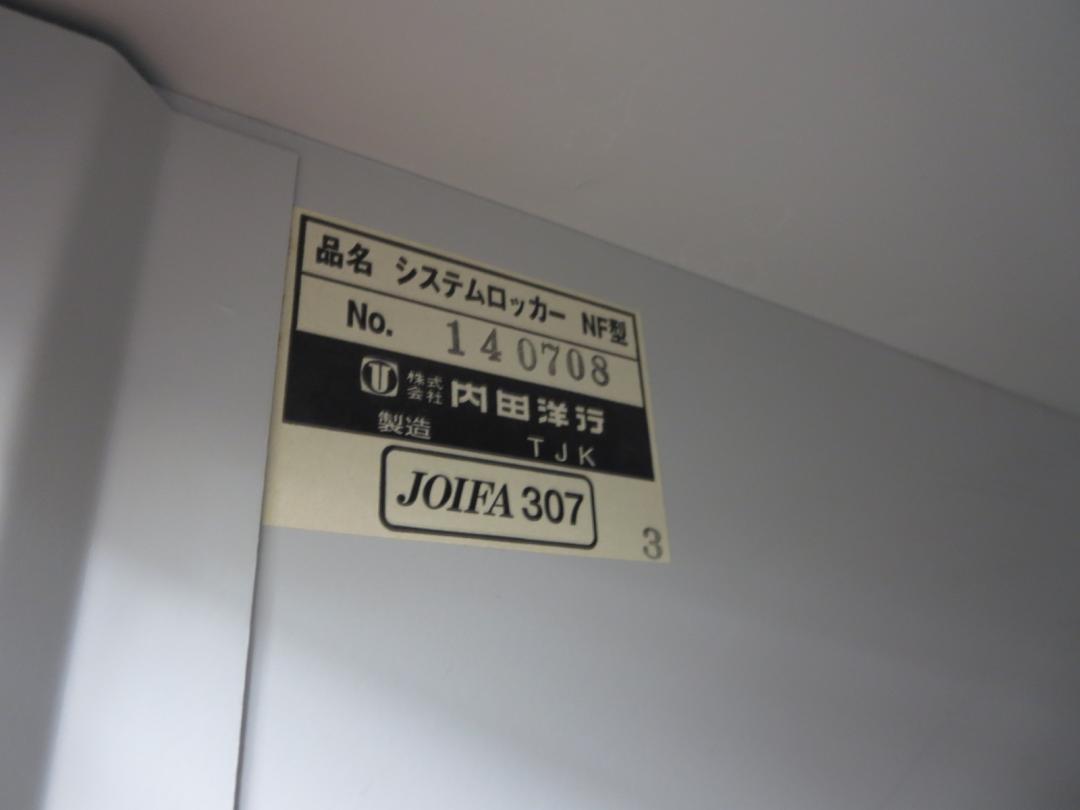 品名 システムロッカー NF型
No. 140708
株式会社 内田洋行
製造 TJK
JOIFA 307
3